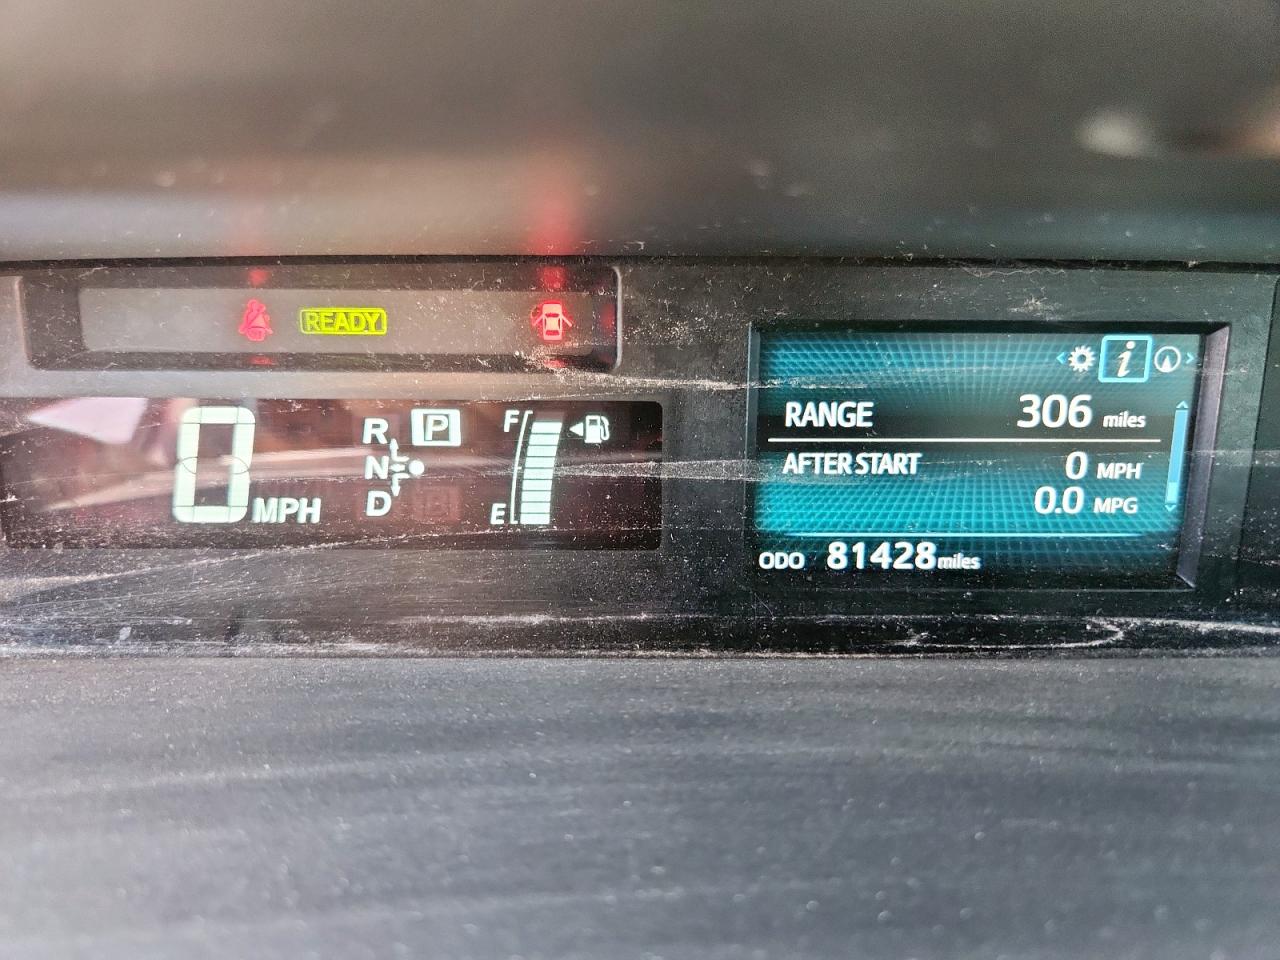 READY
0 MPH
R P
N
D
F
E
i
RANGE 306 miles
AFTER START 0 MPH
0.0 MPG
ODO 81428 miles